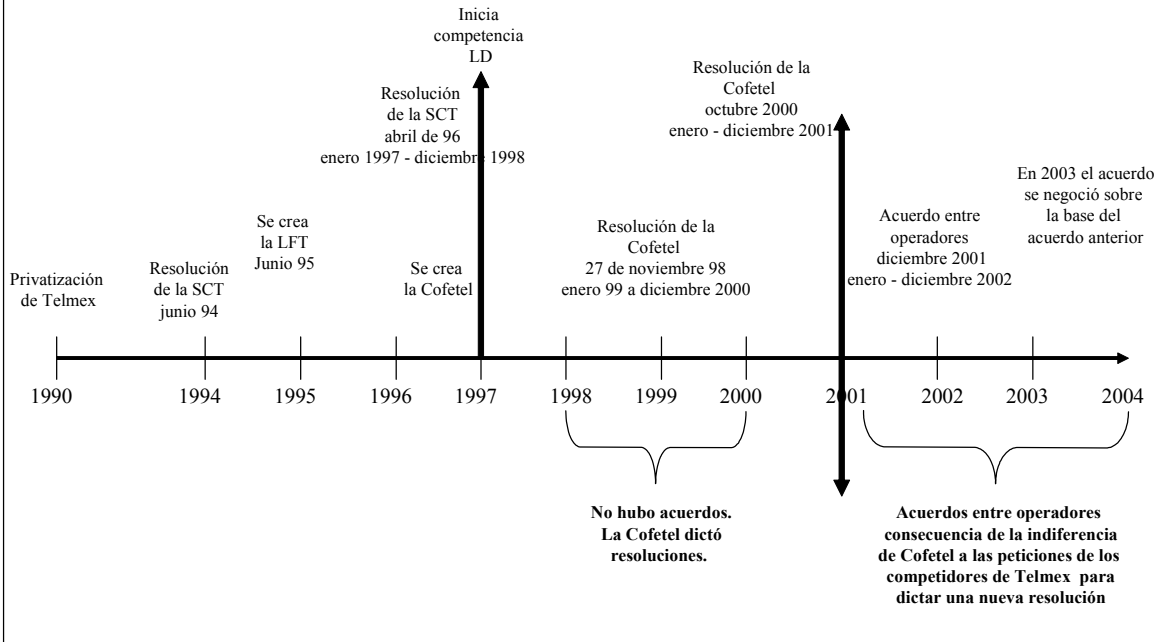 Inicia
competencia
LD
Resolución
de la SCT
abril de 96
enero 1997 - diciembre 1998
Resolución de la
Cofetel
octubre 2000
enero - diciembre 2001
En 2003 el acuerdo
se negoció sobre
la base del
acuerdo anterior
Se crea
la LFT
Junio 95
Resolución de la
Cofetel
27 de noviembre 98
enero 99 a diciembre 2000
Acuerdo entre
operadores
diciembre 2001
enero - diciembre 2002
Privatización
de Telmex
Resolución
de la SCT
junio 94
Se crea
la Cofetel
1990 1994 1995 1996 1997 1998 1999 2000 2001 2002 2003 2004
No hubo acuerdos.
La Cofetel dictó
resoluciones.
Acuerdos entre operadores
consecuencia de la indiferencia
de Cofetel a las peticiones de los
competidores de Telmex para
dictar una nueva resolución